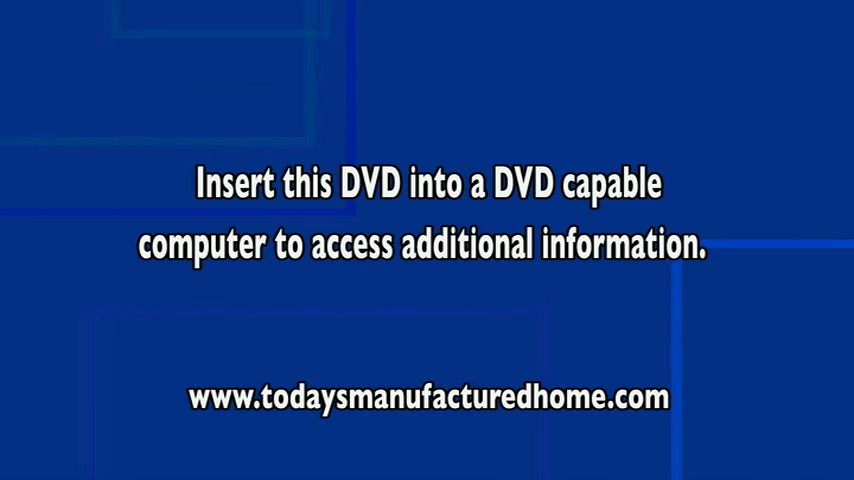 Insert this DVD into a DVD capable
computer to access additional information.
www.todaysmanufacturedhome.com